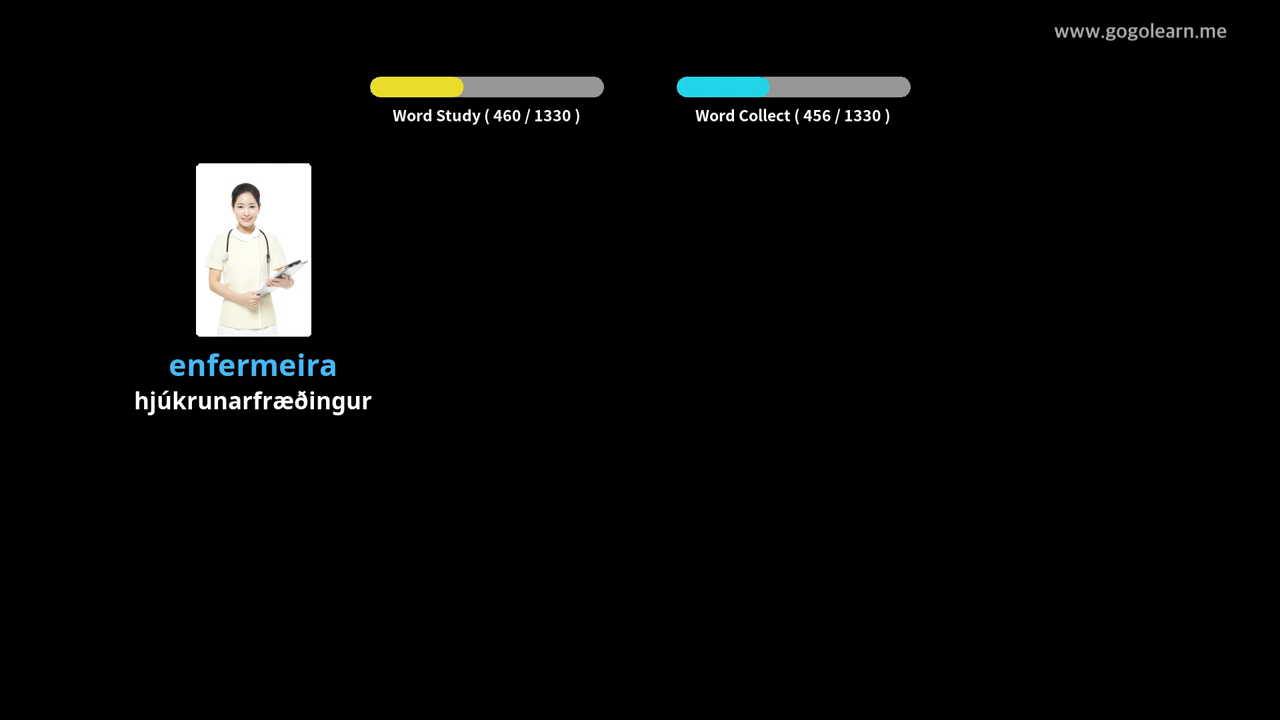 www.gogolearn.me
Word Study ( 460 / 1330 )
Word Collect ( 456 / 1330 )
enfermeira
hjúkrunarfræðingur